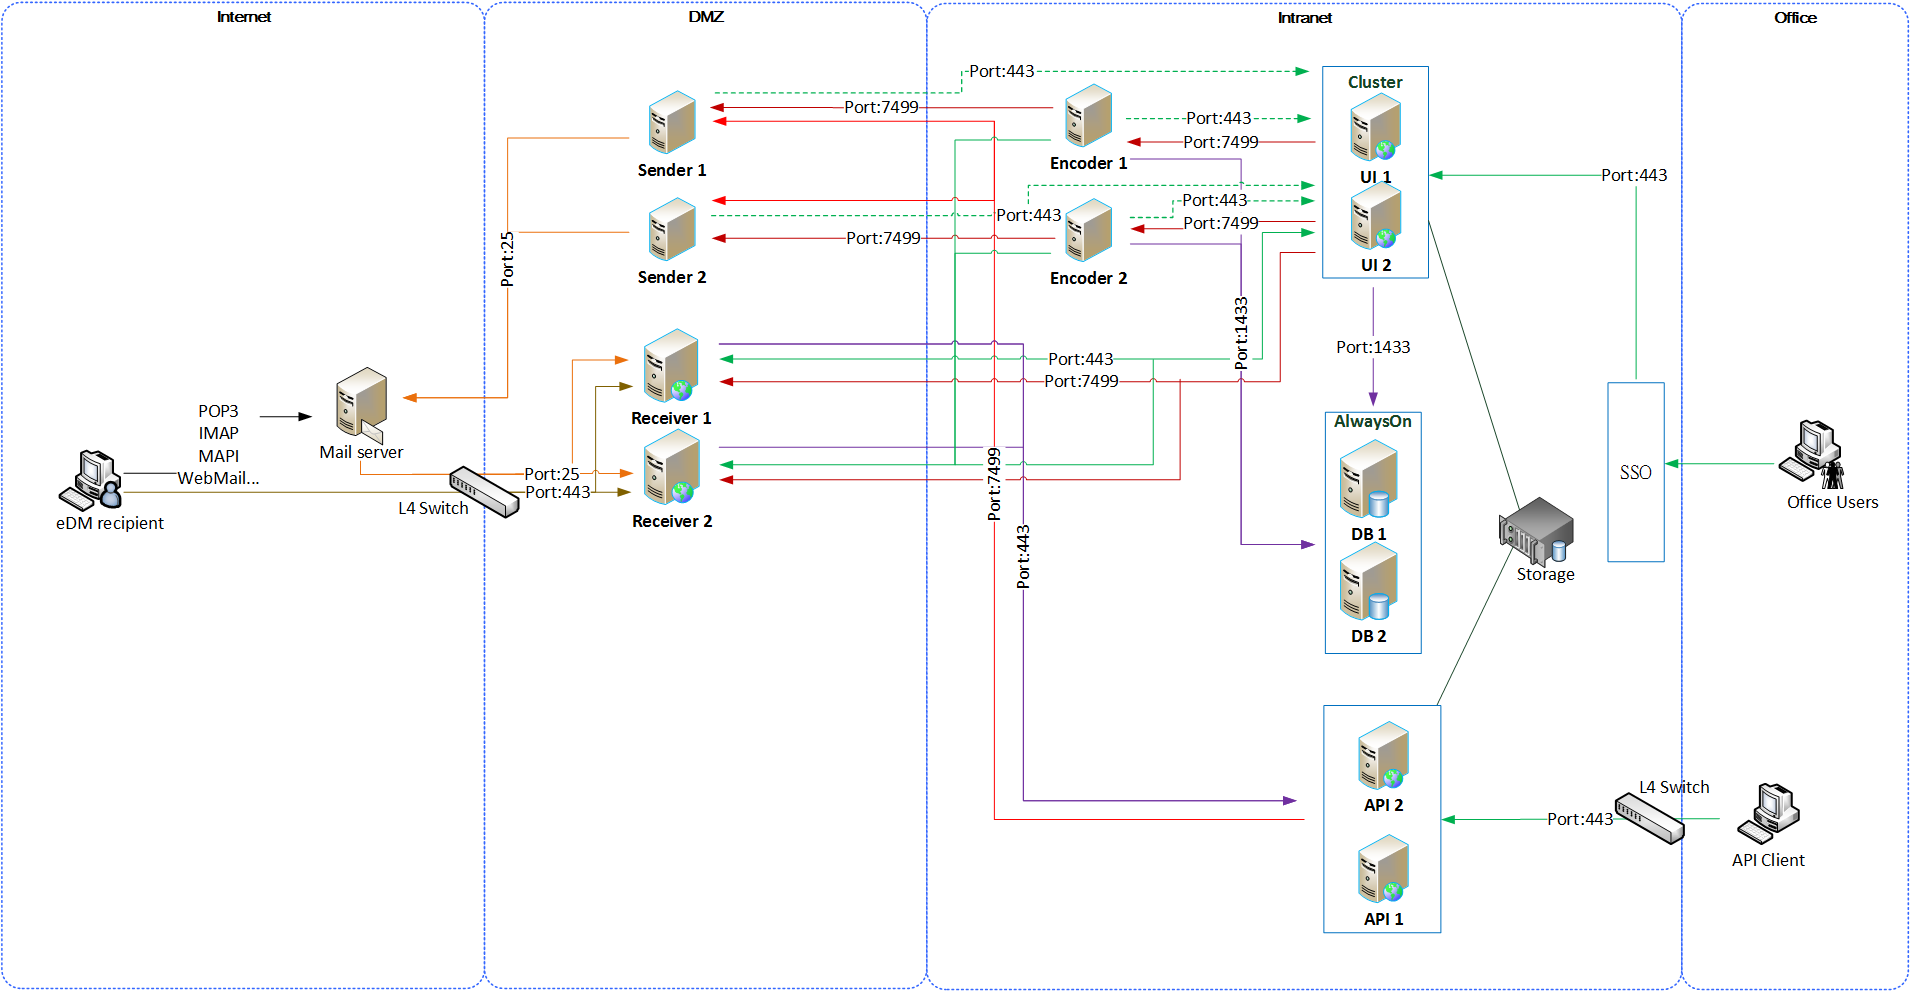 Internet
DMZ
Intranet
Office
Port:443
Cluster
Port:7499
Port:443
Port:7499
Sender 1
Encoder 1
UI 1
Port:443
Port:443
Port:443
Port:7499
Port:25
Port:7499
Sender 2
Encoder 2
UI 2
Port:1433
Port:1433
Port:443
Port:7499
Receiver 1
AlwaysOn
POP3
IMAP
MAPI
WebMail...
Mail server
Port:25
Port:443
L4 Switch
eDM recipient
Receiver 2
Port:7499
Port:443
DB 1
DB 2
SSO
Office Users
Storage
API 2
L4 Switch
Port:443
API Client
API 1